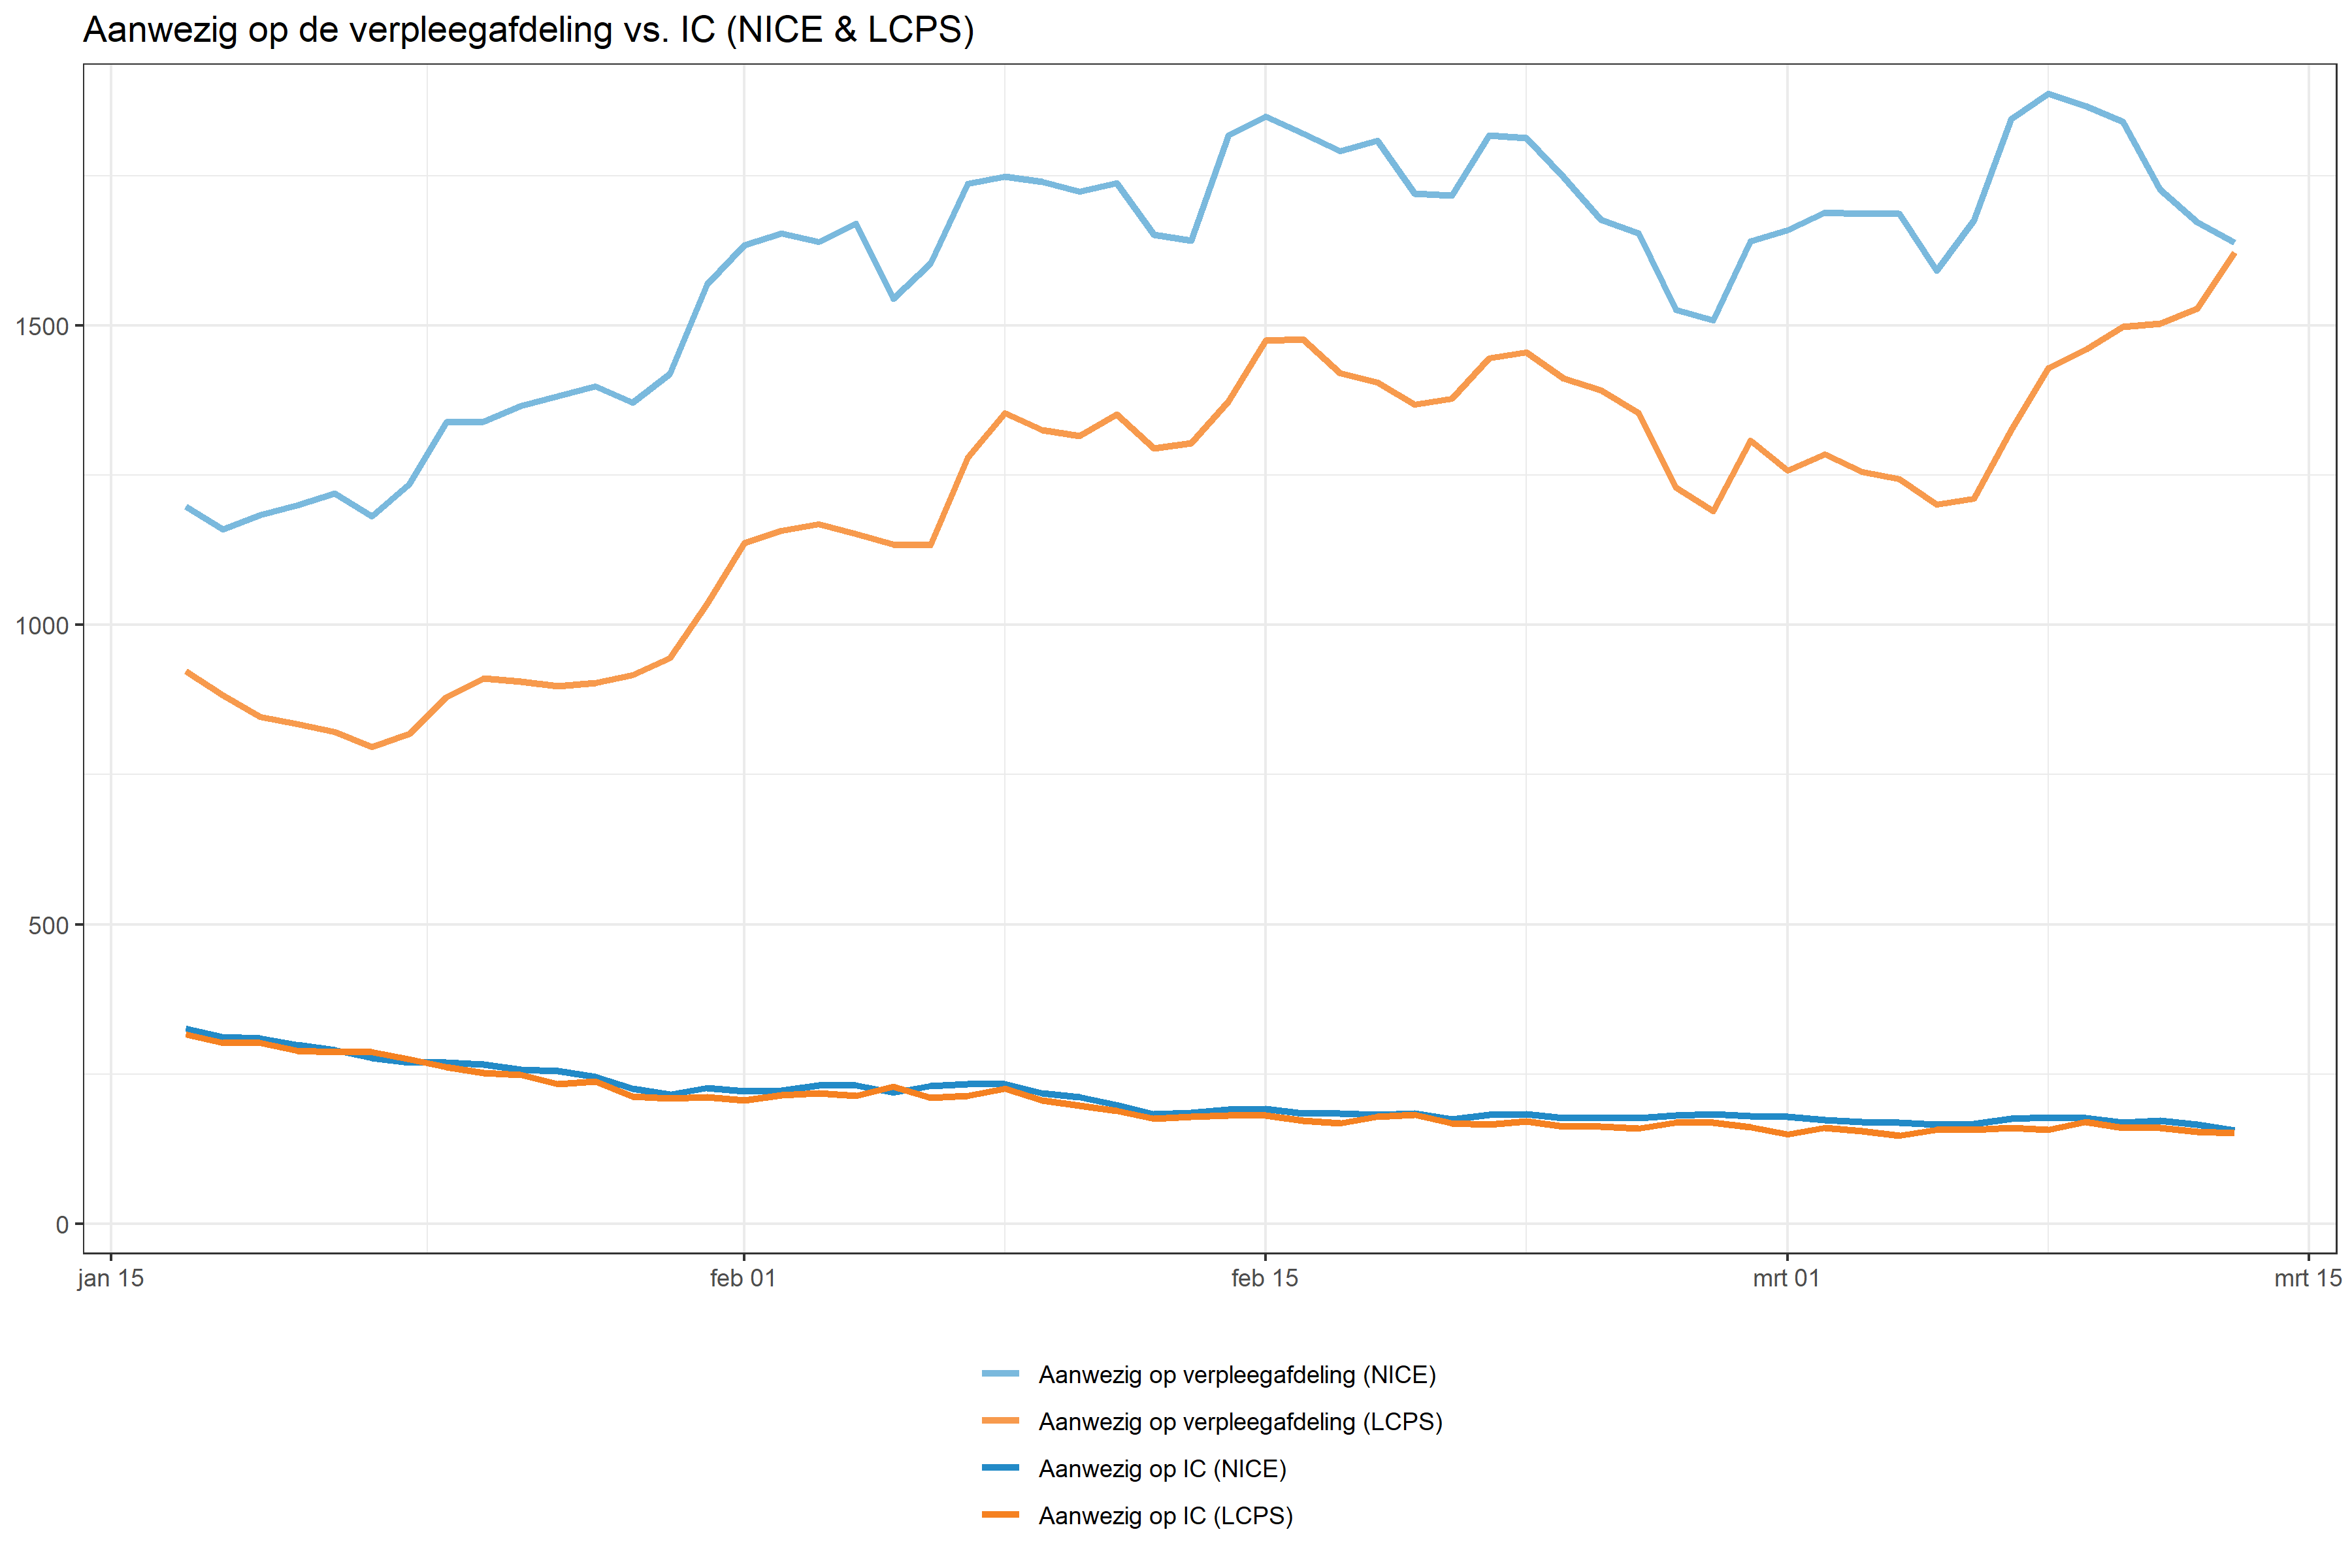 Aanwezig op de verpleegafdeling vs. IC (NICE & LCPS)
1500
1000
500
0
jan 15
feb 01
feb 15
mrt 01
mrt 15
Aanwezig op verpleegafdeling (NICE)
Aanwezig op verpleegafdeling (LCPS)
Aanwezig op IC (NICE)
Aanwezig op IC (LCPS)